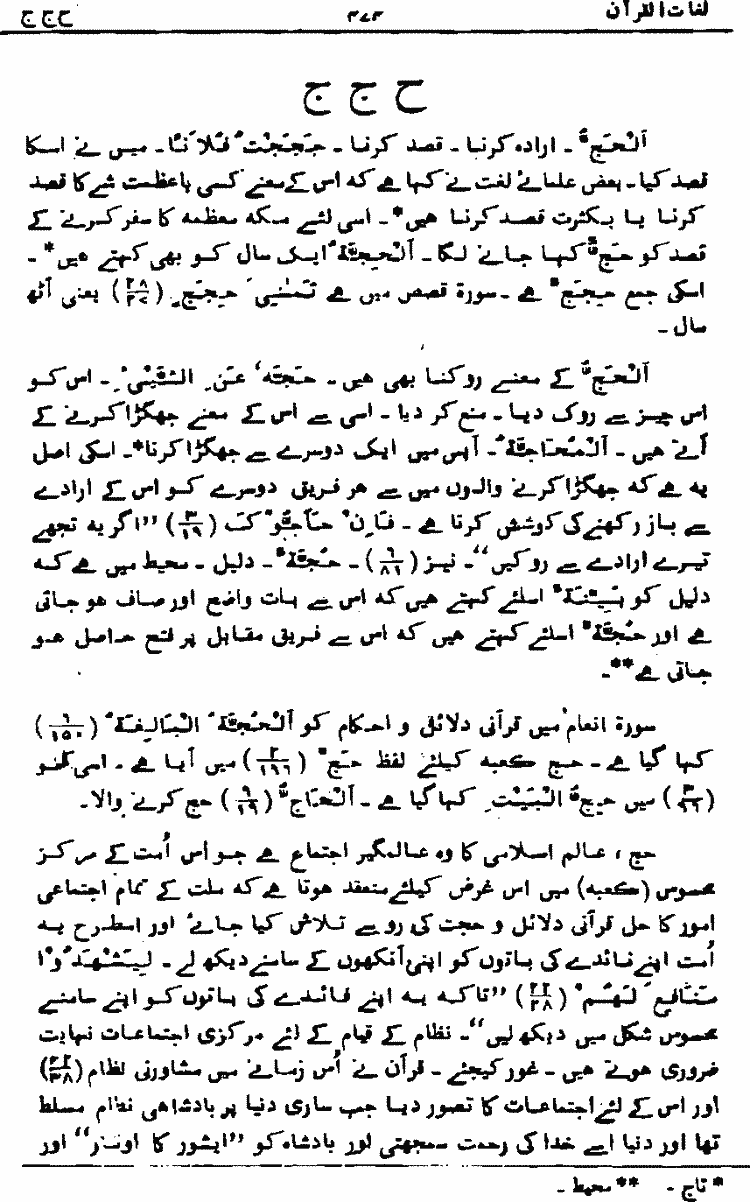 لغات القرآن ۴۷۳ ح ج ج
ح ج ج
اَلْحَجُّ ۔ ارادہ کرنا ۔ قصد کرنا ۔ حَجَجْتُ فُلَاناً۔ میں نے اسکا
قصد کیا۔ بعض علمائے لغت نے کہا ہے کہ اس کے معنے کسی باعظمت شے کا قصد
کرنا یا بکثرت قصد کرنا ہیں*۔ اسی لئے مکہ معظمہ کا سفر کرنے کے
قصد کو حَجٌّ کہا جانے لگا۔ اَلْحِجَّةُ ایک سال کو بھی کہتے ہیں*۔
اسکی جمع حِجَجٌ ہے ۔ سورۃ قصص میں ہے ثَمٰنِیَ حِجَجٍ (۲۸/۲۷) یعنی آٹھ
سال ۔
اَلْحَجُّ کے معنے روکنا بھی ہیں ۔ حَجَّهٗ عَنِ الشَّیْئِ ۔ اس کو
اس چیز سے روک دیا ۔ منع کر دیا ۔ اسی سے اس کے معنے جھگڑا کرنے کے
آتے ہیں ۔ اَلْمُحَاجَّةُ ۔ آپس میں ایک دوسرے سے جھگڑا کرنا*۔ اسکی اصل
یہ ہے کہ جھگڑا کرنے والوں میں سے ہر فریق دوسرے کو اس کے ارادے
سے باز رکھنے کی کوشش کرتا ہے ۔ فَاِنْ حَآجُّوْکَ (۳/۱۹) ”اگر یہ تجھے
تیرے ارادے سے روکیں“۔ نیز (۶/۸۱) ۔ حُجَّةٌ ۔ دلیل ۔ محیط میں ہے کہ
دلیل کو بَیِّنَةٌ اسلئے کہتے ہیں کہ اس سے بات واضح اور صاف ہو جاتی
ہے اور حُجَّةٌ اسلئے کہتے ہیں کہ اس سے فریق مقابل پر فتح حاصل ہو
جاتی ہے**۔
سورۃ انعام میں قرآنی دلائل و احکام کو اَلْحُجَّةُ الْبَالِغَةُ (۶/۱۵۰)
کہا گیا ہے ۔ حج کعبہ کیلئے لفظ حَجٌّ (۲/۱۹۶) میں آیا ہے ۔ اسی کو
(۳/۹۶) میں حِجُّ الْبَیْتِ کہا گیا ہے ۔ اَلْحَاجُّ (۹/۱۹) حج کرنے والا۔
حج ، عالم اسلامی کا وہ عالمگیر اجتماع ہے جو اس اُمت کے مرکز
محسوس (کعبہ) میں اس غرض کیلئے منعقد ہوتا ہے کہ ملت کے تمام اجتماعی
امور کا حل قرآنی دلائل و حجت کی رو سے تلاش کیا جائے اور اسطرح یہ
اُمت اپنے فائدے کی باتوں کو اپنی آنکھوں کے سامنے دیکھ لے ۔ لِیَشْهَدُوْا
مَنَافِعَ لَهُمْ (۲۲/۲۸) ”تاکہ یہ اپنے فائدے کی باتوں کو اپنے سامنے
محسوس شکل میں دیکھ لیں“۔ نظام کے قیام کے لئے مرکزی اجتماعات نہایت
ضروری ہوتے ہیں ۔ غور کیجئے ۔ قرآن نے اُس زمانے میں مشاورتی نظام (۴۲/۳۸)
اور اس کے لئے اجتماعات کا تصور دیا جب ساری دنیا پر بادشاہی نظام مسلط
تھا اور دنیا اسے خدا کی رحمت سمجھتی اور بادشاہ کو ”ایشور کا اوتار“ اور
* تاج ۔ ** محیط ۔